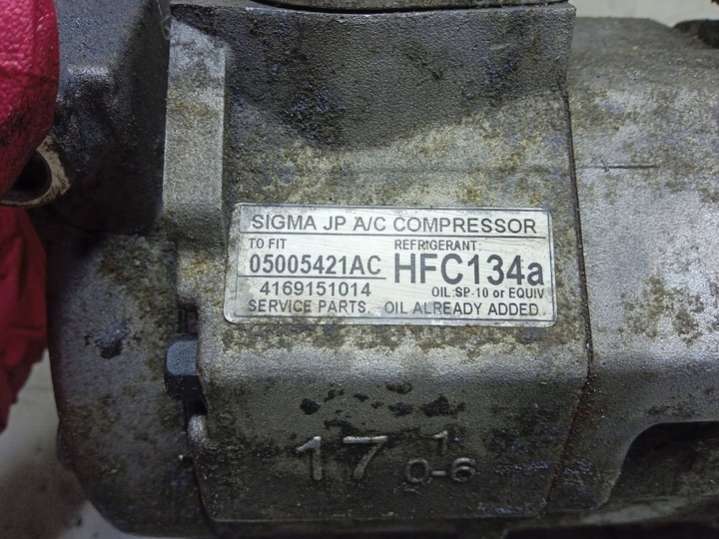 SIGMA JP A/C COMPRESSOR
TO FIT REFRIGERANT:
05005421AC HFC134a
4169151014 OIL:SP-10 or EQUIV
SERVICE PARTS. OIL ALREADY ADDED.
17 1
0-6